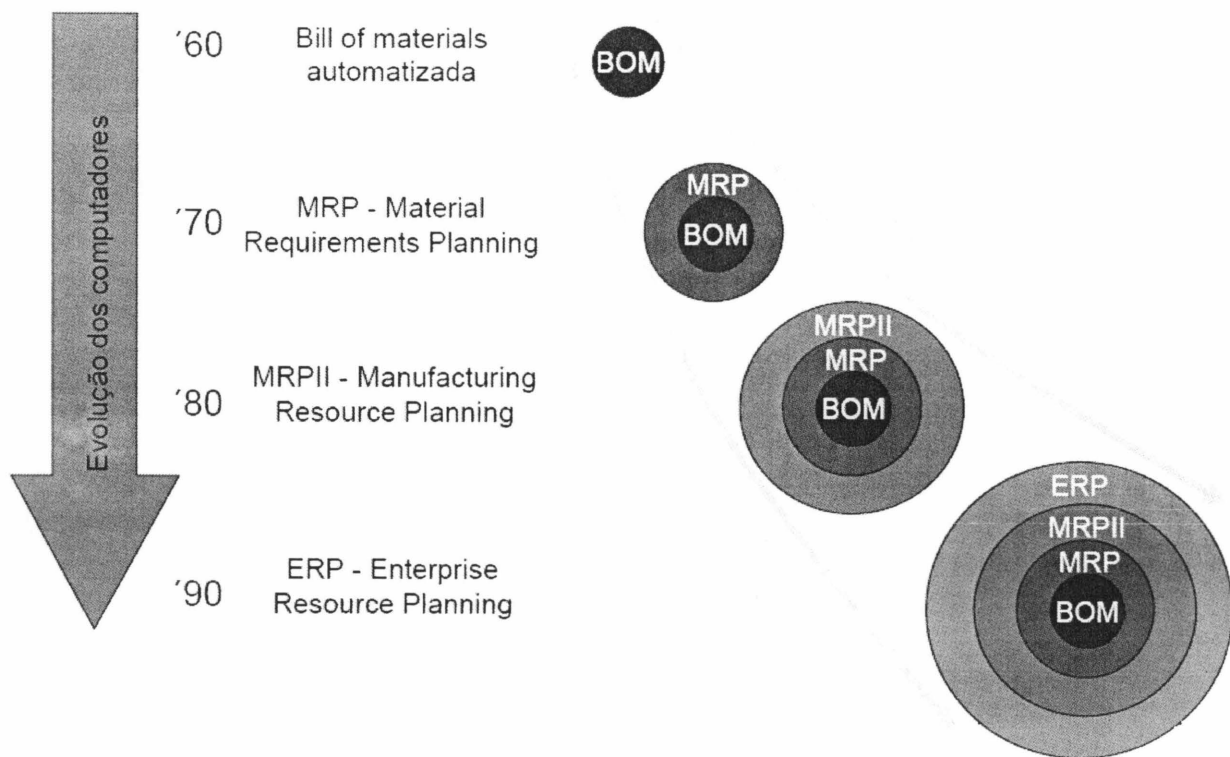 Evolução dos computadores
´60
Bill of materials
automatizada
BOM
´70
MRP - Material
Requirements Planning
MRP
BOM
´80
MRPII - Manufacturing
Resource Planning
MRPII
MRP
BOM
´90
ERP - Enterprise
Resource Planning
ERP
MRPII
MRP
BOM